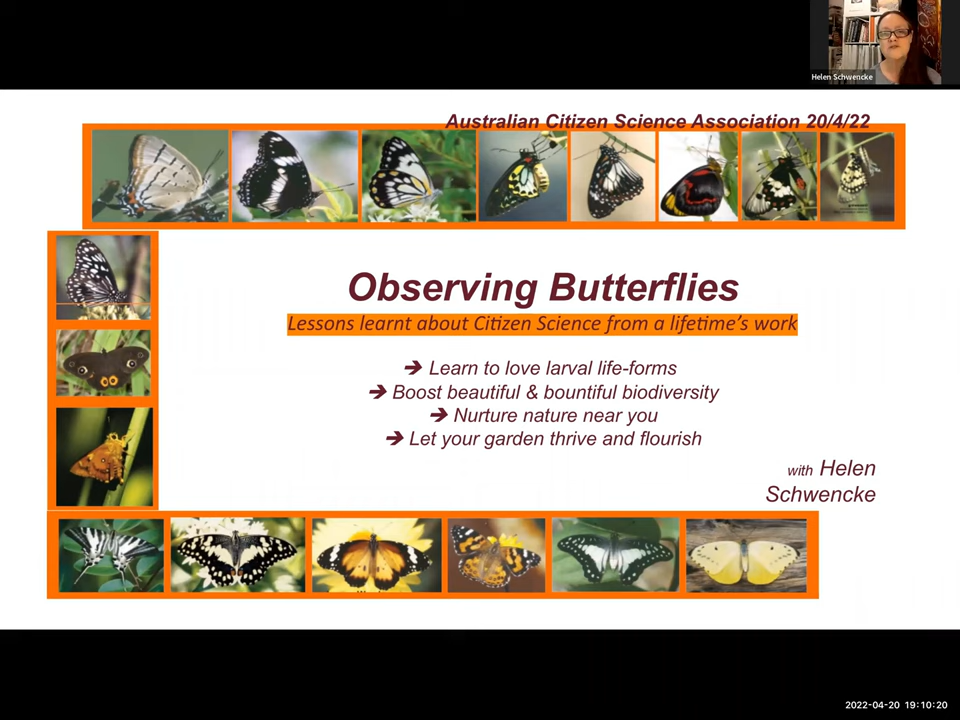 Helen Schwencke
Australian Citizen Science Association 20/4/22
Observing Butterflies
Lessons learnt about Citizen Science from a lifetime's work
➔ Learn to love larval life-forms
➔ Boost beautiful & bountiful biodiversity
➔ Nurture nature near you
➔ Let your garden thrive and flourish
with Helen
Schwencke
2022-04-20 19:10:20